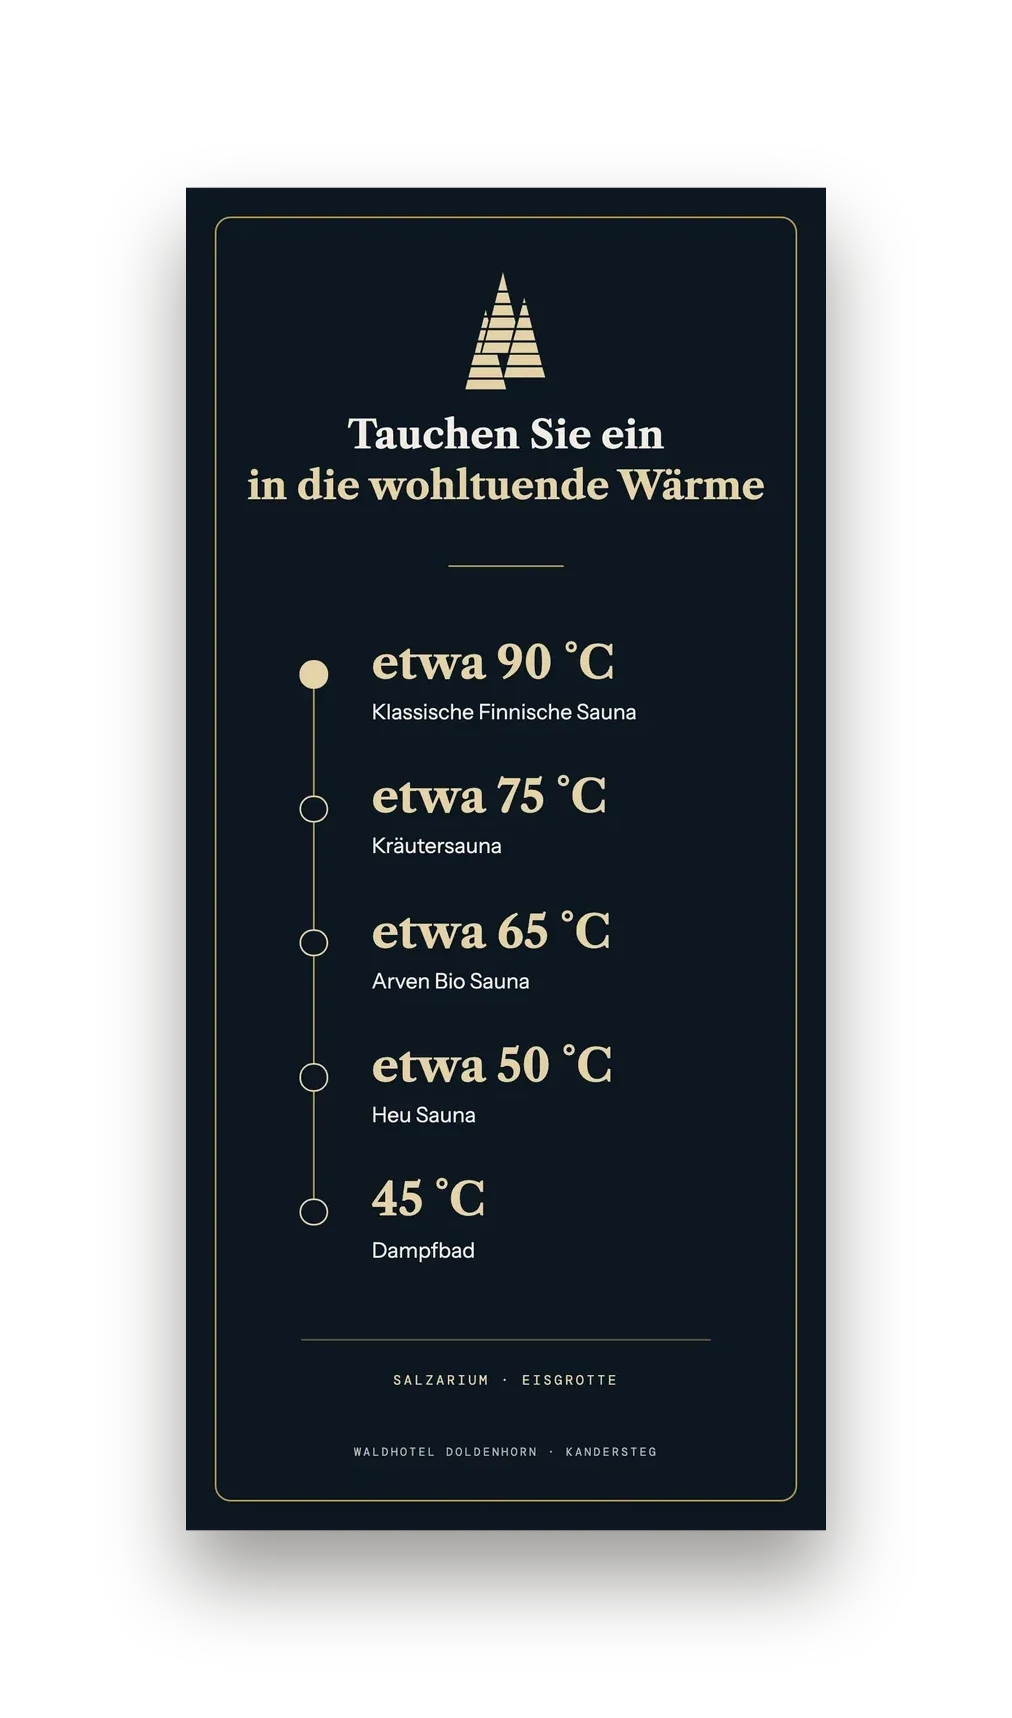 Tauchen Sie ein
in die wohltuende Wärme
etwa 90 °C
Klassische Finnische Sauna
etwa 75 °C
Kräutersauna
etwa 65 °C
Arven Bio Sauna
etwa 50 °C
Heu Sauna
45 °C
Dampfbad
SALZARIUM · EISGROTTE
WALDHOTEL DOLDENHORN · KANDERSTEG